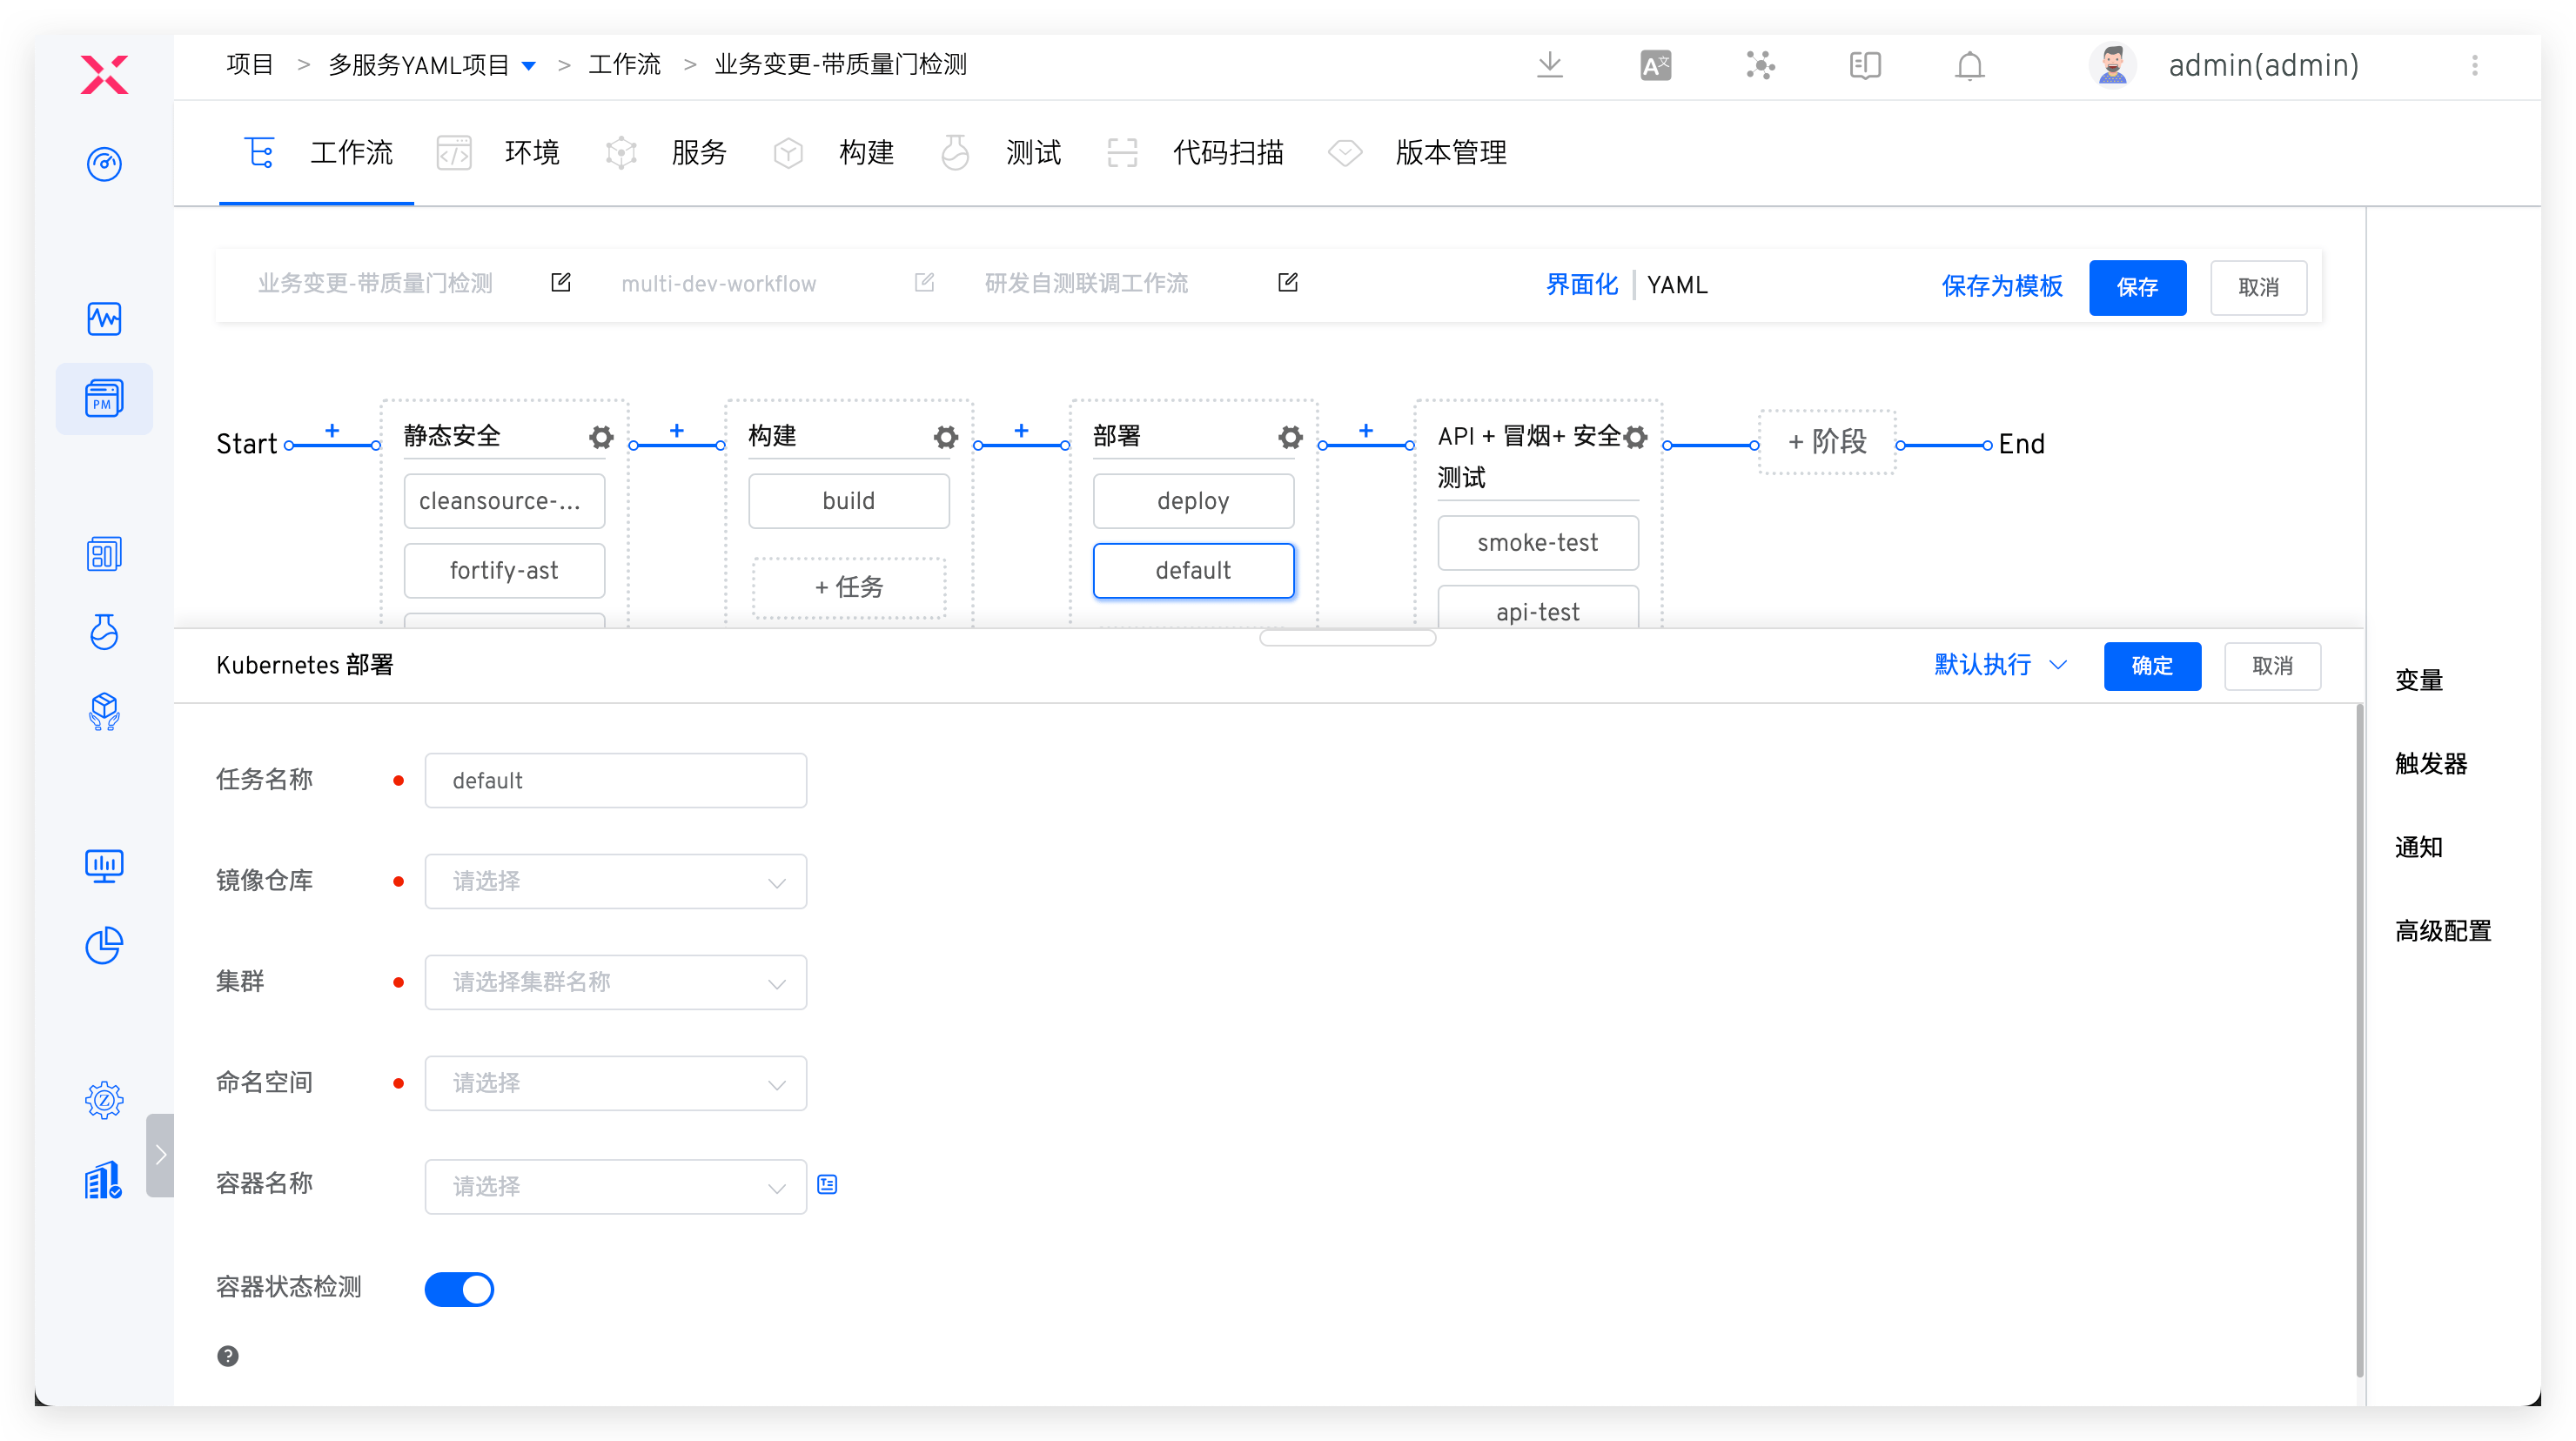 项目 > 多服务YAML项目 > 工作流 > 业务变更-带质量门检测
admin(admin)
工作流 环境 服务 构建 测试 代码扫描 版本管理
业务变更-带质量门检测 multi-dev-workflow 研发自测联调工作流 界面化 YAML 保存为模板 保存 取消
Start + 静态安全 + 构建 + 部署 + API + 冒烟+ 安全 + 阶段 End
测试
cleansource-... build deploy
smoke-test
fortify-ast + 任务 default
api-test
Kubernetes 部署 默认执行 确定 取消
任务名称 default
镜像仓库 请选择
集群 请选择集群名称
命名空间 请选择
容器名称 请选择
容器状态检测
?
PM
变量
触发器
通知
高级配置